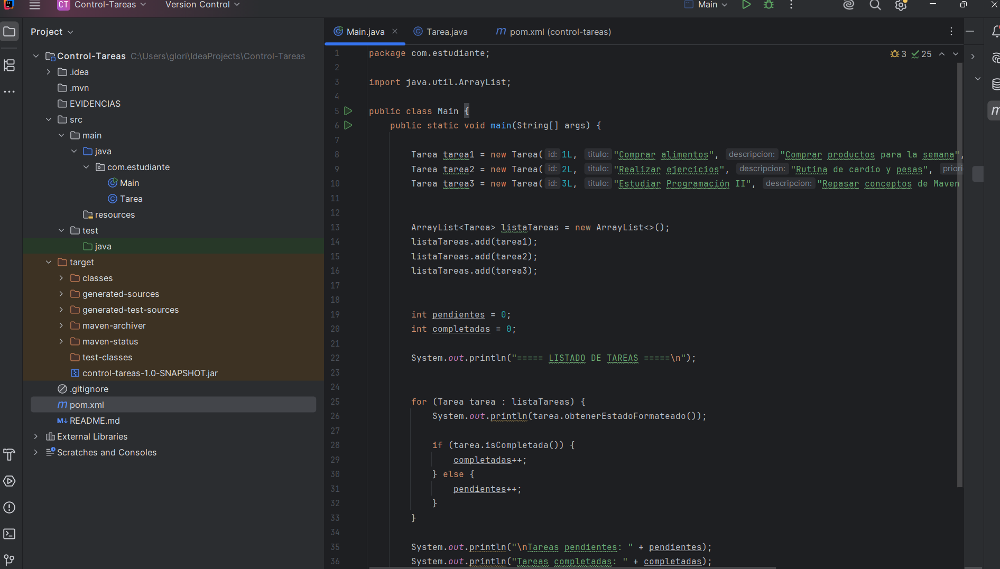 CT Control-Tareas Version Control Main
Project
Control-Tareas C:\Users\glori\IdeaProjects\Control-Tareas
.idea
.mvn
EVIDENCIAS
src
main
java
com.estudiante
Main
Tarea
resources
test
java
target
classes
generated-sources
generated-test-sources
maven-archiver
maven-status
test-classes
control-tareas-1.0-SNAPSHOT.jar
.gitignore
pom.xml
README.md
External Libraries
Scratches and Consoles
Main.java Tarea.java pom.xml (control-tareas)
3 25
1 package com.estudiante;
2
3 import java.util.ArrayList;
4
5 public class Main {
6 public static void main(String[] args) {
7
8 Tarea tarea1 = new Tarea( id: 1L, titulo: "Comprar alimentos", descripcion: "Comprar productos para la semana",
9 Tarea tarea2 = new Tarea( id: 2L, titulo: "Realizar ejercicios", descripcion: "Rutina de cardio y pesas", priori
10 Tarea tarea3 = new Tarea( id: 3L, titulo: "Estudiar Programación II", descripcion: "Repasar conceptos de Maven
11
12
13 ArrayList<Tarea> listaTareas = new ArrayList<>();
14 listaTareas.add(tarea1);
15 listaTareas.add(tarea2);
16 listaTareas.add(tarea3);
17
18
19 int pendientes = 0;
20 int completadas = 0;
21
22 System.out.println("===== LISTADO DE TAREAS =====\n");
23
24
25 for (Tarea tarea : listaTareas) {
26 System.out.println(tarea.obtenerEstadoFormateado());
27
28 if (tarea.isCompletada()) {
29 completadas++;
30 } else {
31 pendientes++;
32 }
33 }
34
35 System.out.println("\nTareas pendientes: " + pendientes);
36 System.out.println("Tareas completadas: " + completadas);